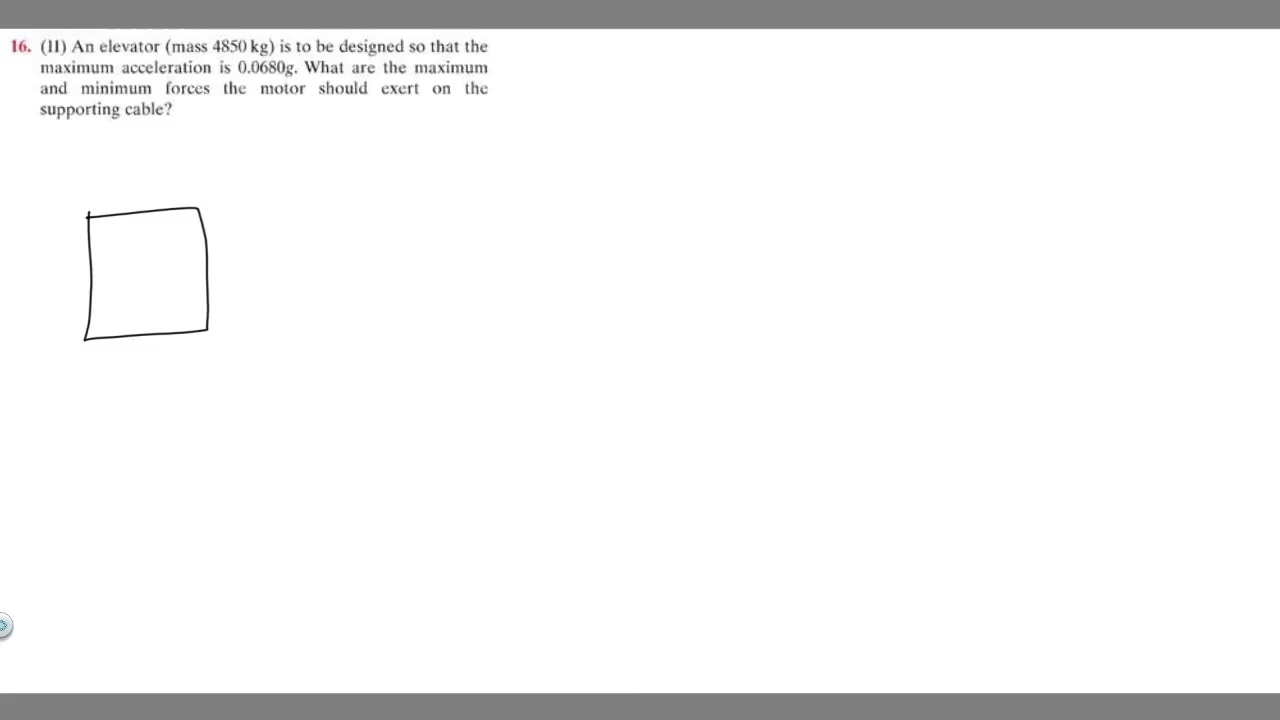 16. (II) An elevator (mass 4850 kg) is to be designed so that the
maximum acceleration is 0.0680g. What are the maximum
and minimum forces the motor should exert on the
supporting cable?